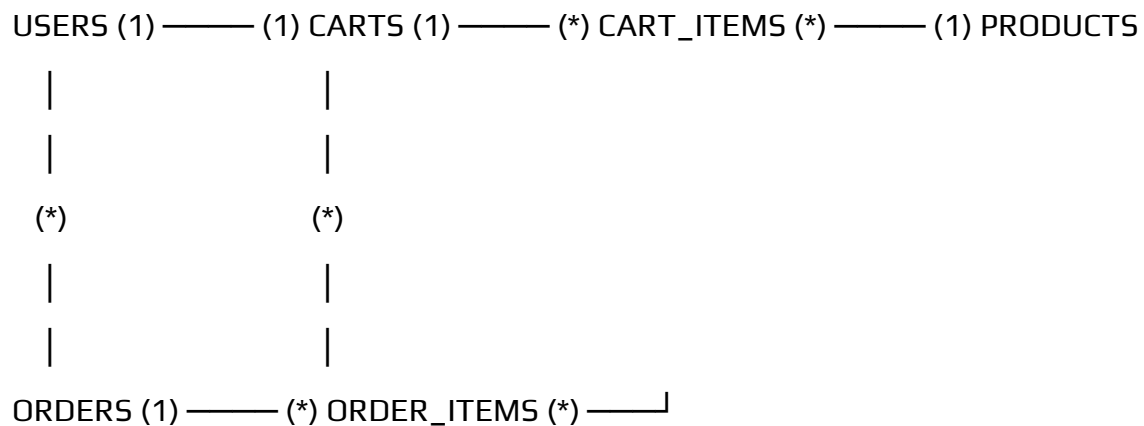 USERS (1) ───── (1) CARTS (1) ───── (*) CART_ITEMS (*) ───── (1) PRODUCTS
│ │
│ │
(*) (*)
│ │
│ │
ORDERS (1) ───── (*) ORDER_ITEMS (*) ────┘